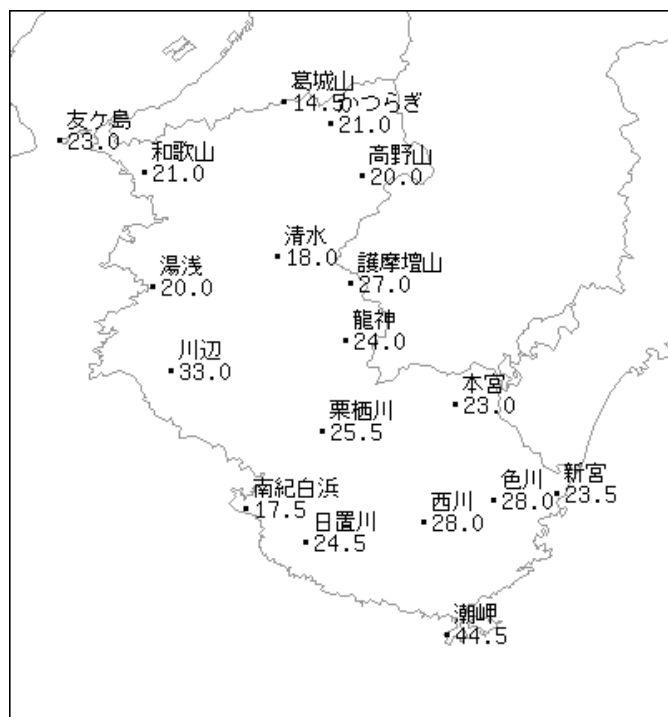 葛城山
14.5
かつらぎ
21.0
友ケ島
23.0
和歌山
21.0
高野山
20.0
清水
18.0
護摩壇山
27.0
湯浅
20.0
龍神
24.0
川辺
33.0
本宮
23.0
栗栖川
25.5
南紀白浜
17.5
日置川
24.5
西川
28.0
色川
28.0
新宮
23.5
潮岬
44.5